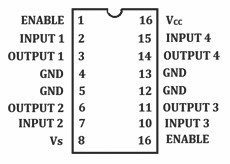 ENABLE 1 16 Vcc
INPUT 1 2 15 INPUT 4
OUTPUT 1 3 14 OUTPUT 4
GND 4 13 GND
GND 5 12 GND
OUTPUT 2 6 11 OUTPUT 3
INPUT 2 7 10 INPUT 3
Vs 8 16 ENABLE